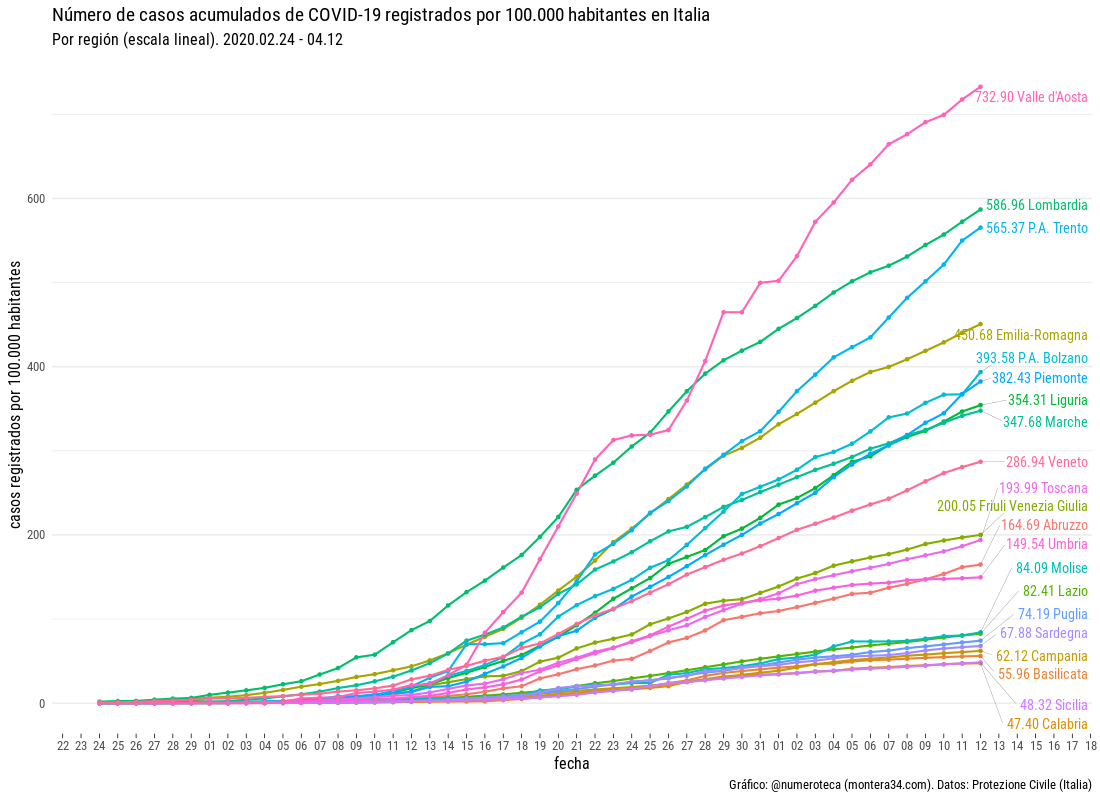 Número de casos acumulados de COVID-19 registrados por 100.000 habitantes en Italia
Por región (escala lineal). 2020.02.24 - 04.12
casos registrados por 100.000 habitantes
600
400
200
0
732.90 Valle d'Aosta
586.96 Lombardia
565.37 P.A. Trento
450.68 Emilia-Romagna
393.58 P.A. Bolzano
382.43 Piemonte
354.31 Liguria
347.68 Marche
286.94 Veneto
193.99 Toscana
200.05 Friuli Venezia Giulia
164.69 Abruzzo
149.54 Umbria
84.09 Molise
82.41 Lazio
74.19 Puglia
67.88 Sardegna
62.12 Campania
55.96 Basilicata
48.32 Sicilia
47.40 Calabria
22 23 24 25 26 27 28 29 01 02 03 04 05 06 07 08 09 10 11 12 13 14 15 16 17 18 19 20 21 22 23 24 25 26 27 28 29 30 31 01 02 03 04 05 06 07 08 09 10 11 12 13 14 15 16 17 18
fecha
Gráfico: @numeroteca (montera34.com). Datos: Protezione Civile (Italia)